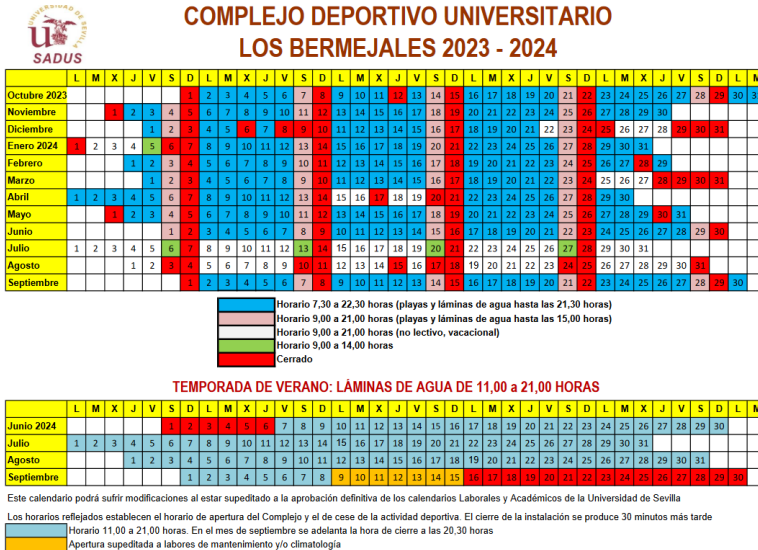 UNIVERSIDAD DE SEVILLA
SADUS
COMPLEJO DEPORTIVO UNIVERSITARIO
LOS BERMEJALES 2023 - 2024
L M X J V S D L M X J V S D L M X J V S D L M X J V S D L M X J V S D L M
Octubre 2023 1 2 3 4 5 6 7 8 9 10 11 12 13 14 15 16 17 18 19 20 21 22 23 24 25 26 27 28 29 30 3
Noviembre 1 2 3 4 5 6 7 8 9 10 11 12 13 14 15 16 17 18 19 20 21 22 23 24 25 26 27 28 29 30
Diciembre 1 2 3 4 5 6 7 8 9 10 11 12 13 14 15 16 17 18 19 20 21 22 23 24 25 26 27 28 29 30 31
Enero 2024 1 2 3 4 5 6 7 8 9 10 11 12 13 14 15 16 17 18 19 20 21 22 23 24 25 26 27 28 29 30 31
Febrero 1 2 3 4 5 6 7 8 9 10 11 12 13 14 15 16 17 18 19 20 21 22 23 24 25 26 27 28 29
Marzo 1 2 3 4 5 6 7 8 9 10 11 12 13 14 15 16 17 18 19 20 21 22 23 24 25 26 27 28 29 30 31
Abril 1 2 3 4 5 6 7 8 9 10 11 12 13 14 15 16 17 18 19 20 21 22 23 24 25 26 27 28 29 30
Mayo 1 2 3 4 5 6 7 8 9 10 11 12 13 14 15 16 17 18 19 20 21 22 23 24 25 26 27 28 29 30 31
Junio 1 2 3 4 5 6 7 8 9 10 11 12 13 14 15 16 17 18 19 20 21 22 23 24 25 26 27 28 29 30
Julio 1 2 3 4 5 6 7 8 9 10 11 12 13 14 15 16 17 18 19 20 21 22 23 24 25 26 27 28 29 30 31
Agosto 1 2 3 4 5 6 7 8 9 10 11 12 13 14 15 16 17 18 19 20 21 22 23 24 25 26 27 28 29 30 31
Septiembre 1 2 3 4 5 6 7 8 9 10 11 12 13 14 15 16 17 18 19 20 21 22 23 24 25 26 27 28 29 30
Horario 7,30 a 22,30 horas (playas y láminas de agua hasta las 21,30 horas)
Horario 9,00 a 21,00 horas (playas y láminas de agua hasta las 15,00 horas)
Horario 9,00 a 21,00 horas (no lectivo, vacacional)
Horario 9,00 a 14,00 horas
Cerrado
TEMPORADA DE VERANO: LÁMINAS DE AGUA DE 11,00 a 21,00 HORAS
L M X J V S D L M X J V S D L M X J V S D L M X J V S D L M X J V S D L M
Junio 2024 1 2 3 4 5 6 7 8 9 10 11 12 13 14 15 16 17 18 19 20 21 22 23 24 25 26 27 28 29 30
Julio 1 2 3 4 5 6 7 8 9 10 11 12 13 14 15 16 17 18 19 20 21 22 23 24 25 26 27 28 29 30 31
Agosto 1 2 3 4 5 6 7 8 9 10 11 12 13 14 15 16 17 18 19 20 21 22 23 24 25 26 27 28 29 30 31
Septiembre 1 2 3 4 5 6 7 8 9 10 11 12 13 14 15 16 17 18 19 20 21 22 23 24 25 26 27 28 29 30
Este calendario podrá sufrir modificaciones al estar supeditado a la aprobación definitiva de los calendarios Laborales y Académicos de la Universidad de Sevilla
Los horarios reflejados establecen el horario de apertura del Complejo y el de cese de la actividad deportiva. El cierre de la instalación se produce 30 minutos más tarde
Horario 11,00 a 21,00 horas. En el mes de septiembre se adelanta la hora de cierre a las 20,30 horas
Apertura supeditada a labores de mantenimiento y/o climatología